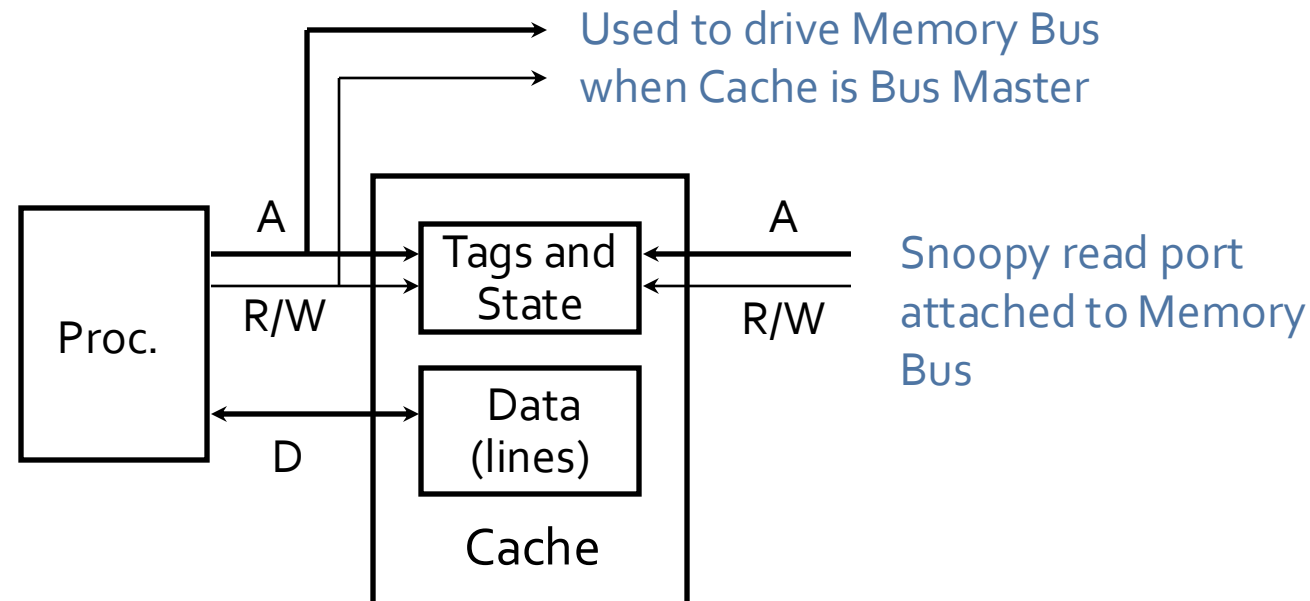 Used to drive Memory Bus
when Cache is Bus Master
A
R/W
Proc.
D
Tags and
State
Data
(lines)
Cache
A
R/W
Snoopy read port
attached to Memory
Bus